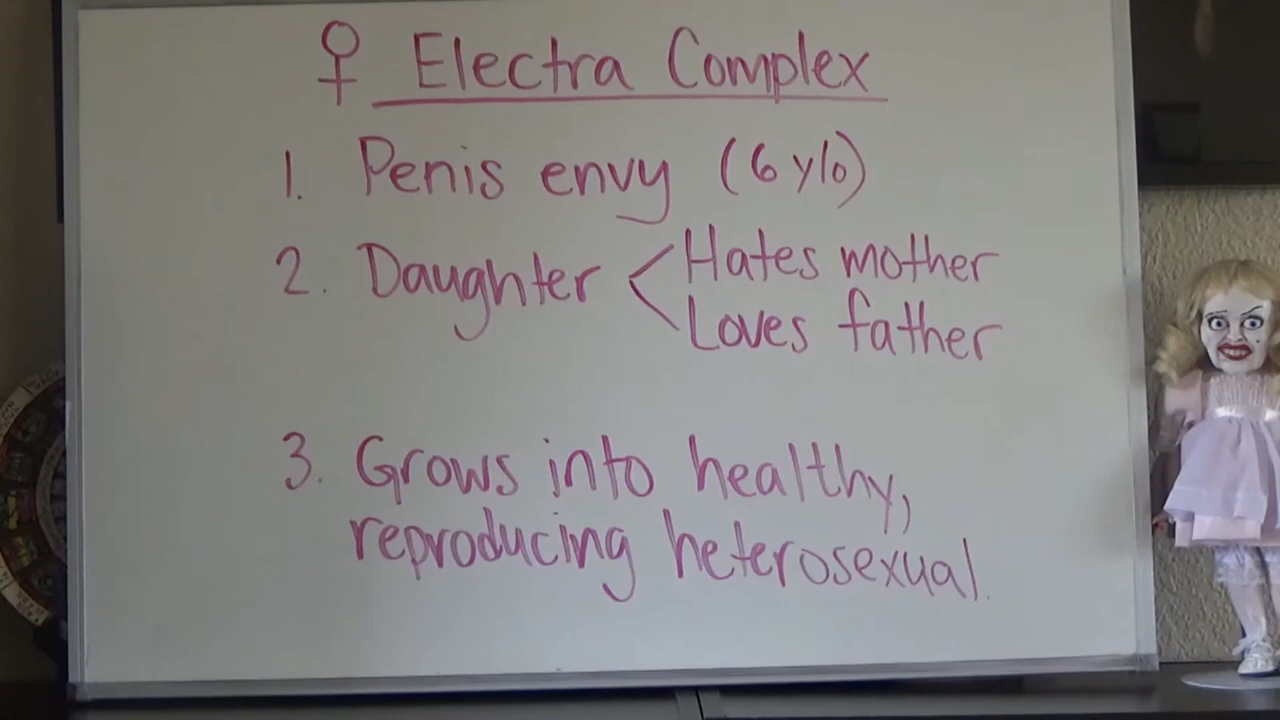 ♀ Electra Complex
1. Penis envy (6 y/o)
2. Daughter < Hates mother
Loves father
3. Grows into healthy,
reproducing heterosexual.